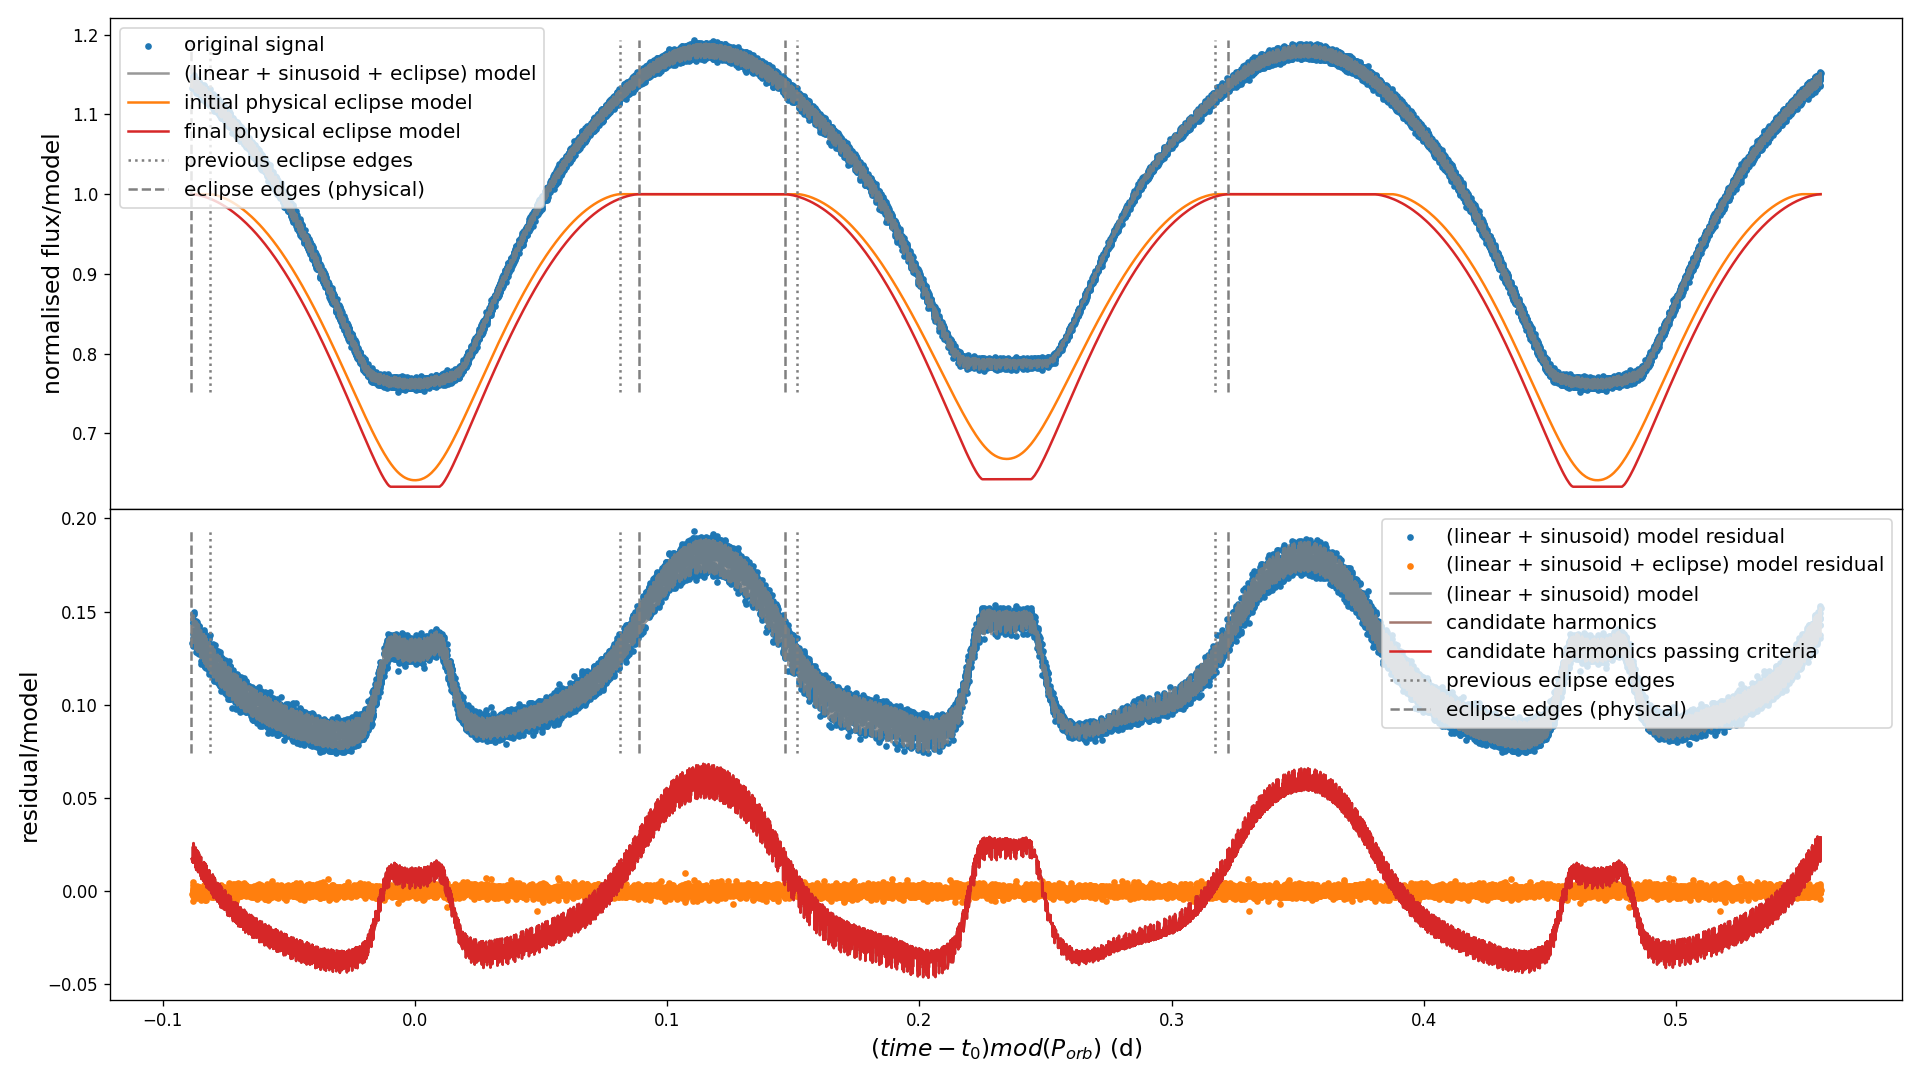 normalised flux/model
1.2
1.1
1.0
0.9
0.8
0.7
original signal
(linear + sinusoid + eclipse) model
initial physical eclipse model
final physical eclipse model
previous eclipse edges
eclipse edges (physical)
residual/model
0.20
0.15
0.10
0.05
0.00
−0.05
(linear + sinusoid) model residual
(linear + sinusoid + eclipse) model residual
(linear + sinusoid) model
candidate harmonics
candidate harmonics passing criteria
previous eclipse edges
eclipse edges (physical)
−0.1 0.0 0.1 0.2 0.3 0.4 0.5
(time − t₀)mod(P_orb) (d)